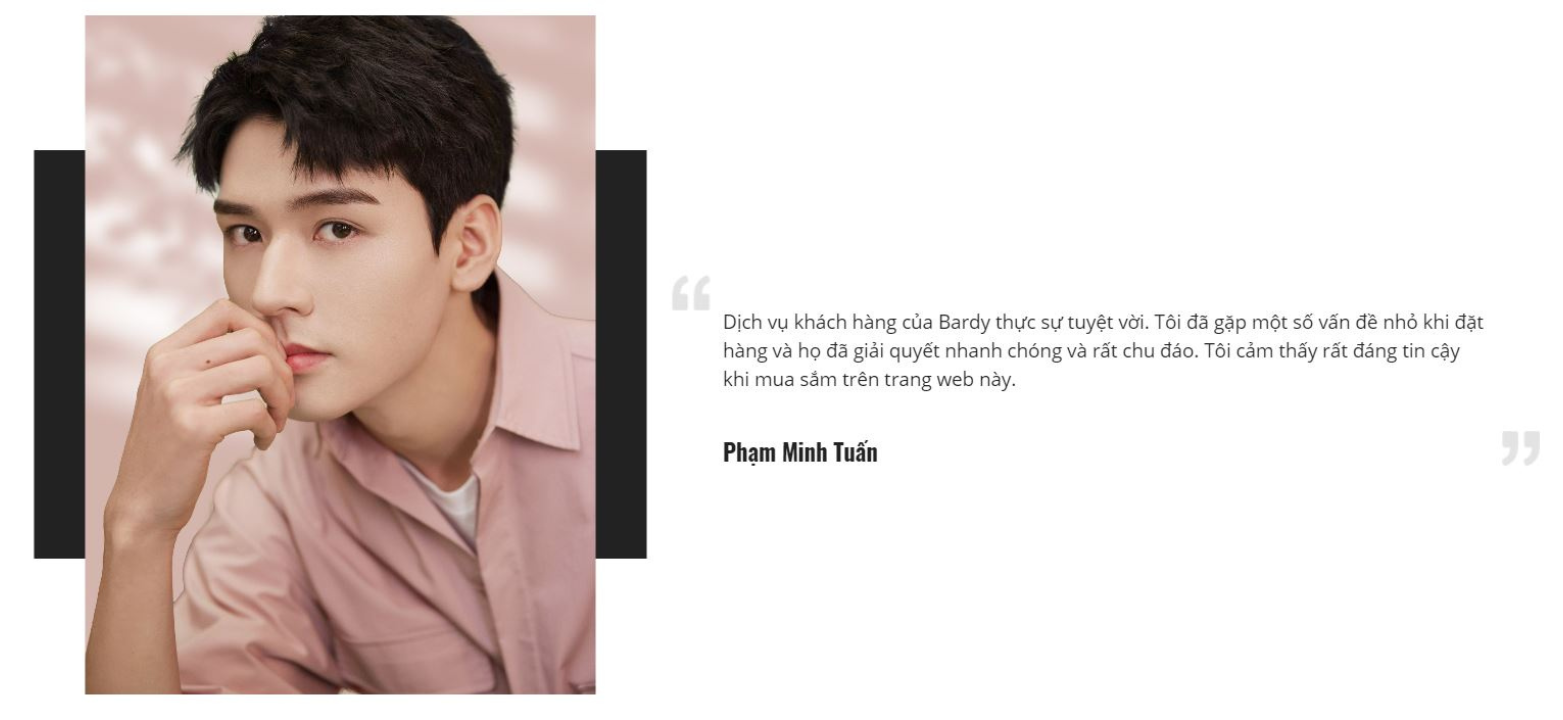 Dịch vụ khách hàng của Bardy thực sự tuyệt vời. Tôi đã gặp một số vấn đề nhỏ khi đặt
hàng và họ đã giải quyết nhanh chóng và rất chu đáo. Tôi cảm thấy rất đáng tin cậy
khi mua sắm trên trang web này.
Phạm Minh Tuấn